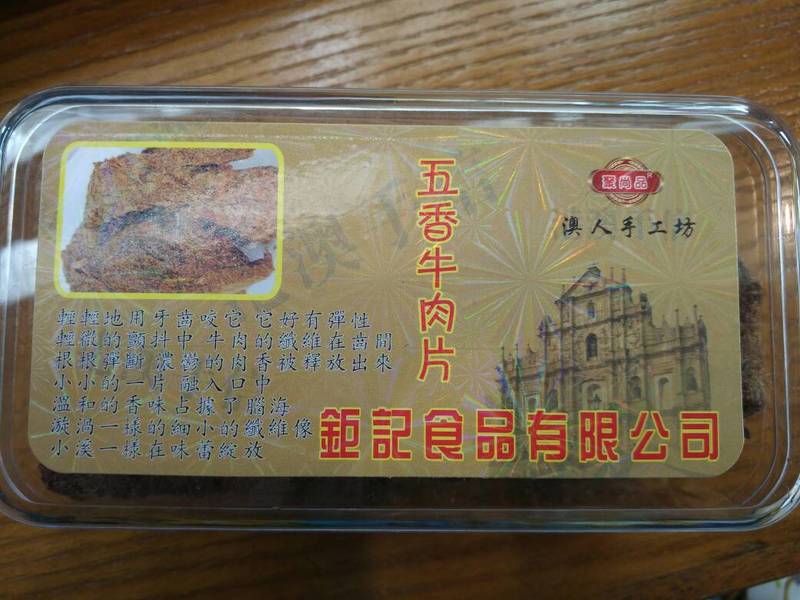 五香牛肉片
聚尚品
澳人手工坊
輕輕地用牙齒咬它 它好有彈性
輕微的顫抖中 牛肉的纖維在齒間
根根彈斷 濃鬱的肉香被釋放出來
小小的一片 融入口中
溫和的香味占據了腦海
漩渦一樣的細小的纖維像
小溪一樣在味蕾綻放
鉅記食品有限公司